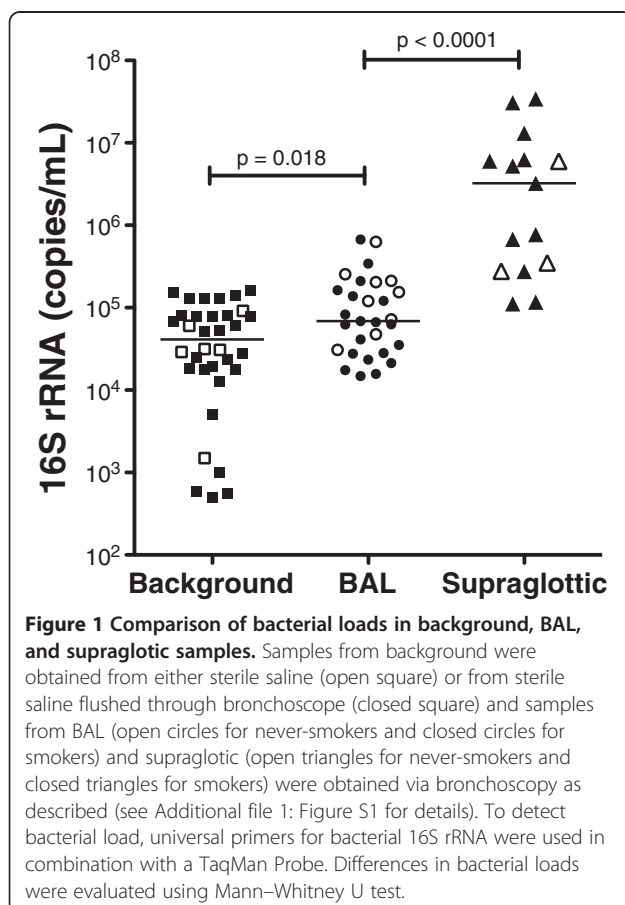 p < 0.0001
p = 0.018
16S rRNA (copies/mL)
10⁸
10⁷
10⁶
10⁵
10⁴
10³
10²
Background BAL Supraglottic
Figure 1 Comparison of bacterial loads in background, BAL,
and supraglotic samples. Samples from background were
obtained from either sterile saline (open square) or from sterile
saline flushed through bronchoscope (closed square) and samples
from BAL (open circles for never-smokers and closed circles for
smokers) and supraglotic (open triangles for never-smokers and
closed triangles for smokers) were obtained via bronchoscopy as
described (see Additional file 1: Figure S1 for details). To detect
bacterial load, universal primers for bacterial 16S rRNA were used in
combination with a TaqMan Probe. Differences in bacterial loads
were evaluated using Mann–Whitney U test.